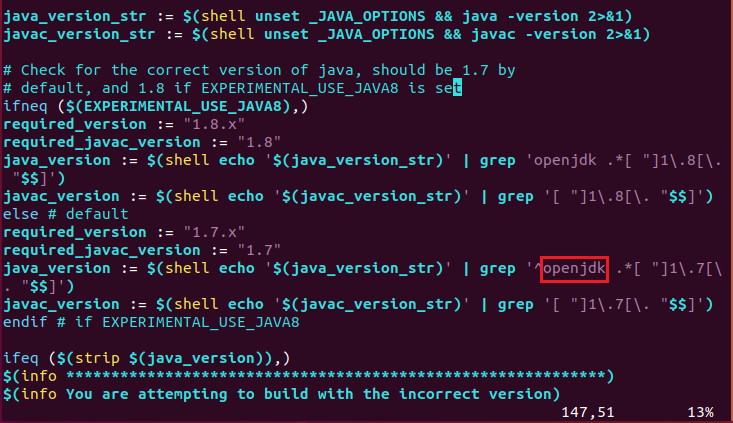 java_version_str := $(shell unset _JAVA_OPTIONS && java -version 2>&1)
javac_version_str := $(shell unset _JAVA_OPTIONS && javac -version 2>&1)
# Check for the correct version of java, should be 1.7 by
# default, and 1.8 if EXPERIMENTAL_USE_JAVA8 is set
ifneq ($(EXPERIMENTAL_USE_JAVA8),)
required_version := "1.8.x"
required_javac_version := "1.8"
java_version := $(shell echo '$(java_version_str)' | grep 'openjdk .*[ "]1\.8[\.
 "$$]')
javac_version := $(shell echo '$(javac_version_str)' | grep '[ "]1\.8[\. "$$]')
else # default
required_version := "1.7.x"
required_javac_version := "1.7"
java_version := $(shell echo '$(java_version_str)' | grep '^openjdk .*[ "]1\.7[\
. "$$]')
javac_version := $(shell echo '$(javac_version_str)' | grep '[ "]1\.7[\. "$$]')
endif # if EXPERIMENTAL_USE_JAVA8
ifeq ($(strip $(java_version)),)
$(info ************************************************************)
$(info You are attempting to build with the incorrect version)
147,51 13%